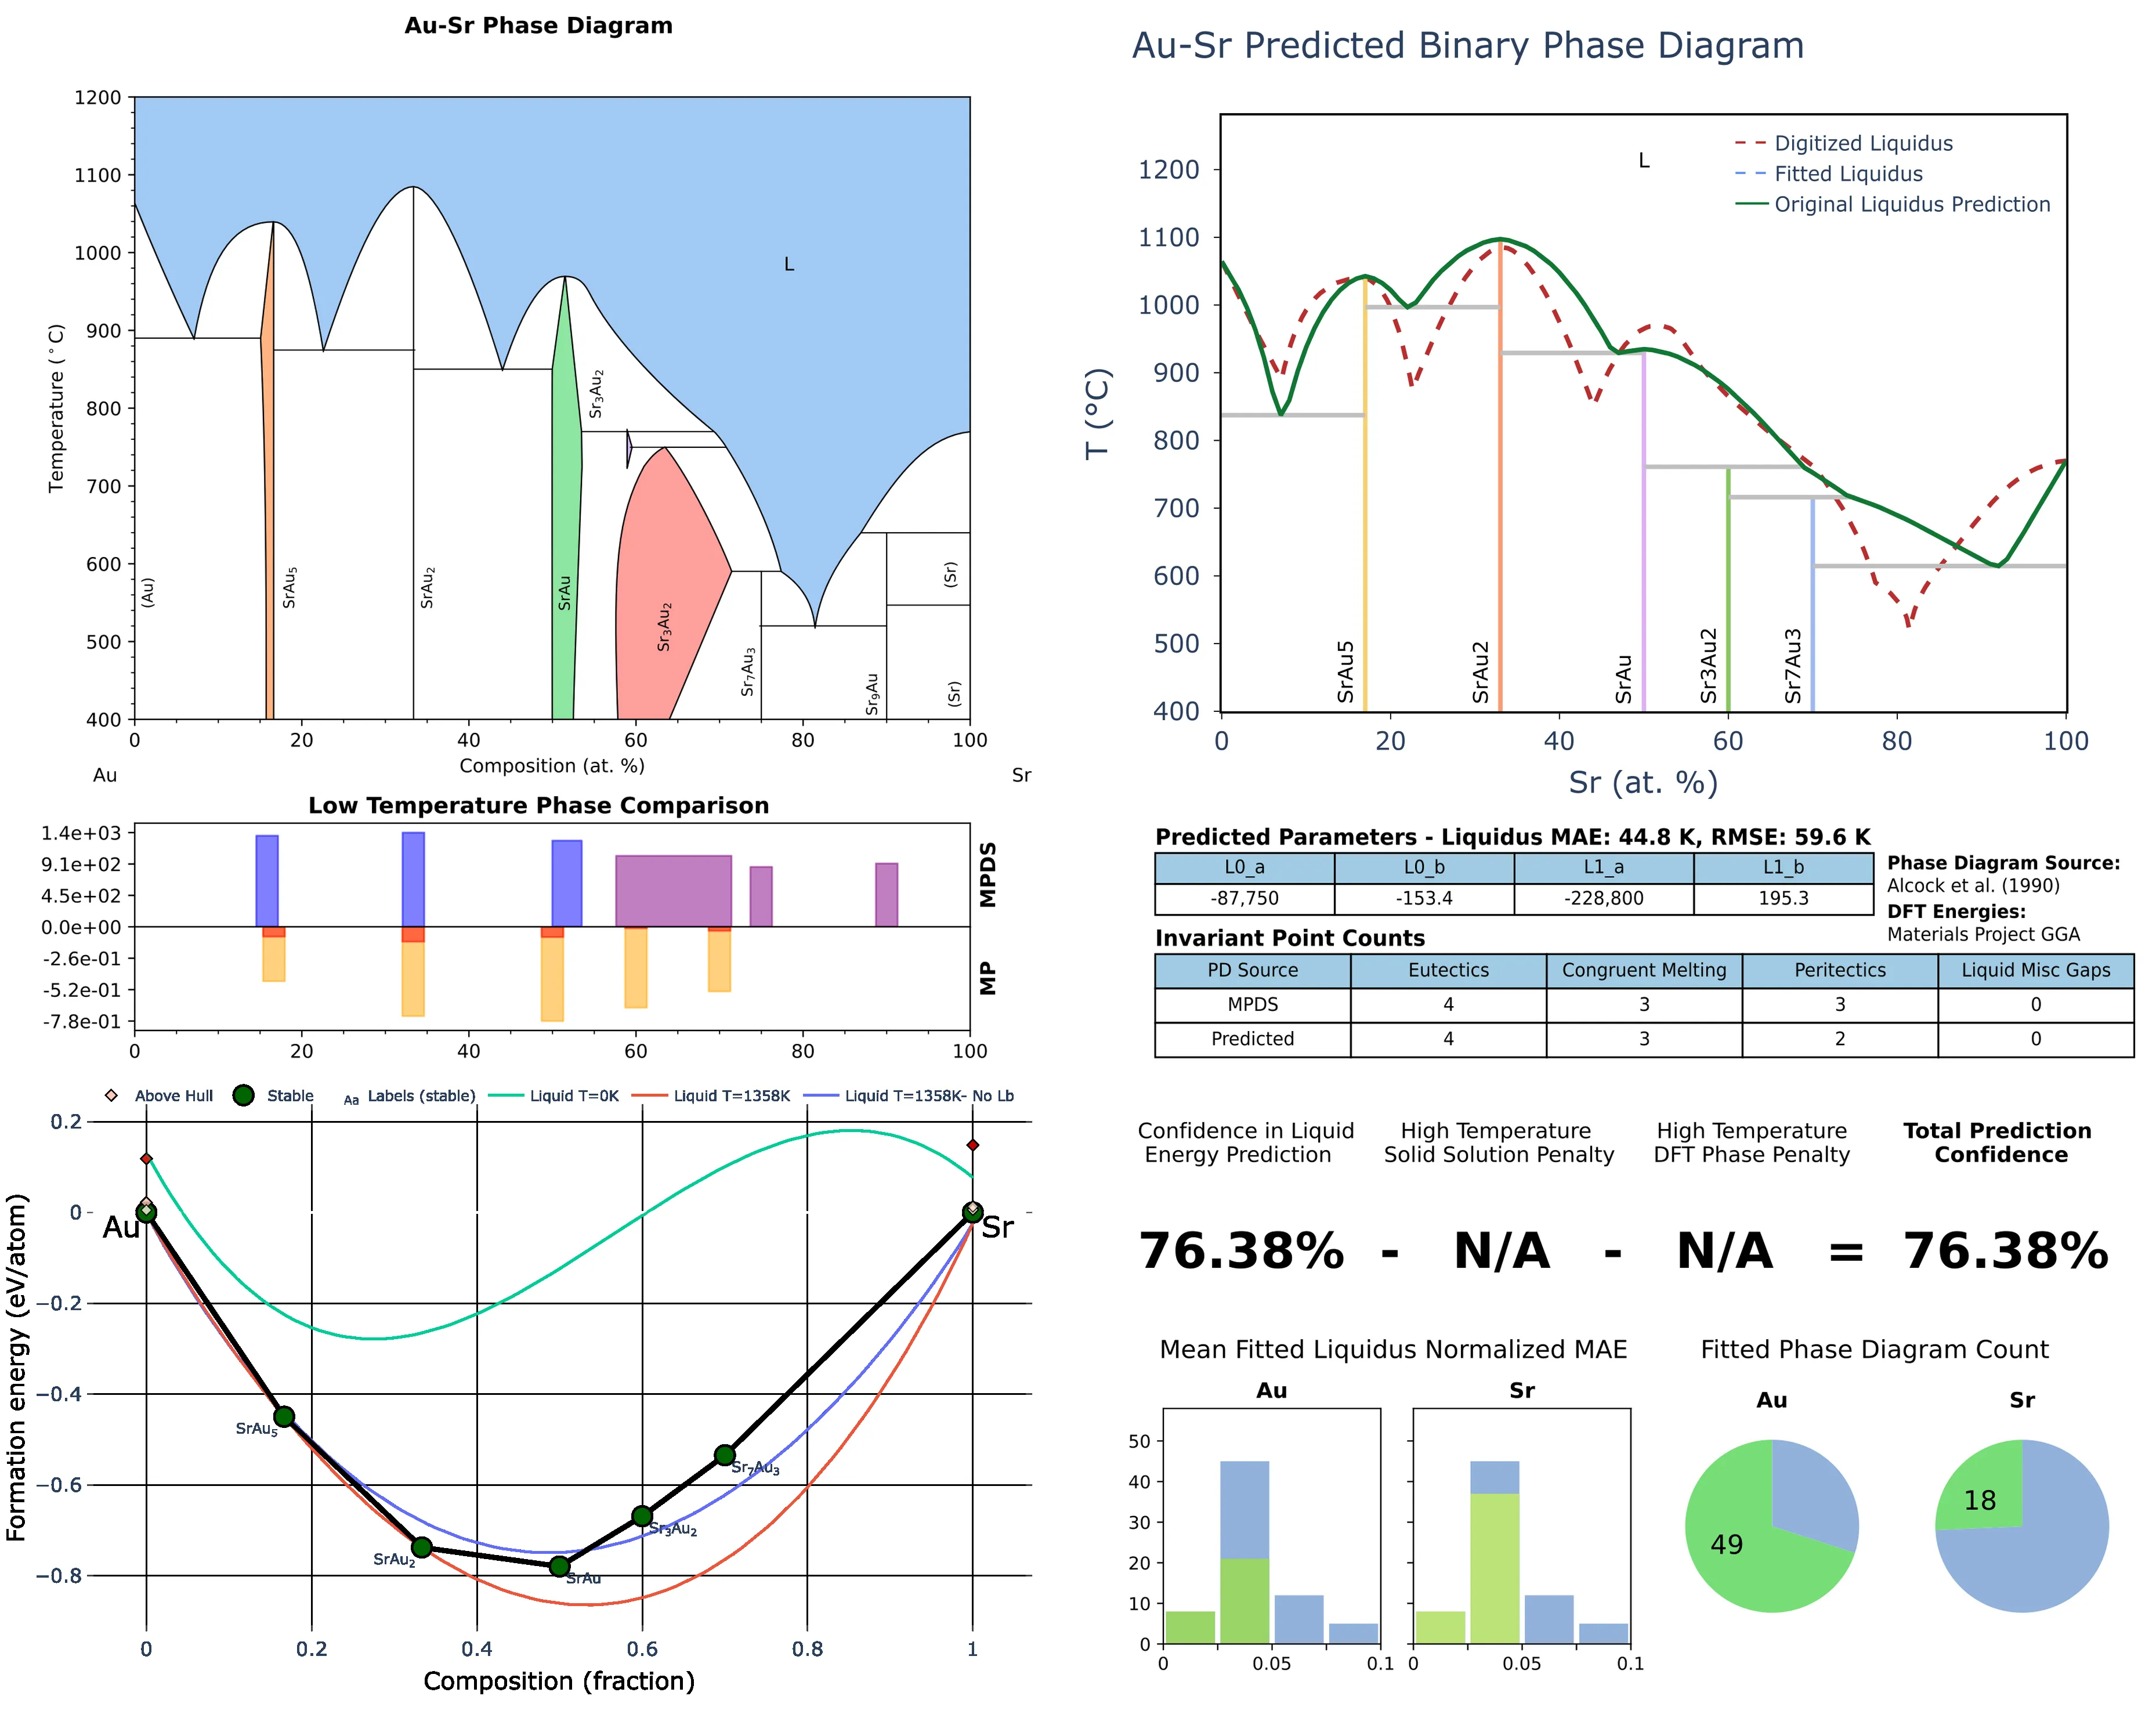 Au-Sr Phase Diagram
1200
1100
1000
900
800
700
600
500
400
Temperature (°C)
L
(Au)
SrAu5
SrAu2
SrAu
Sr3Au2
Sr3Au2
Sr7Au3
Sr9Au
(Sr)
(Sr)
0 20 40 60 80 100
Composition (at. %)
Au Sr
Low Temperature Phase Comparison
1.4e+03
9.1e+02
4.5e+02
0.0e+00
-2.6e-01
-5.2e-01
-7.8e-01
MPDS
MP
0 20 40 60 80 100
Above Hull Stable Aa Labels (stable) Liquid T=0K Liquid T=1358K Liquid T=1358K- No Lb
0.2
0
−0.2
−0.4
−0.6
−0.8
Formation energy (eV/atom)
Au
Sr
SrAu5
SrAu2
SrAu
Sr3Au2
Sr7Au3
0 0.2 0.4 0.6 0.8 1
Composition (fraction)
Au-Sr Predicted Binary Phase Diagram
L
Digitized Liquidus
Fitted Liquidus
Original Liquidus Prediction
1200
1100
1000
900
800
700
600
500
400
T (°C)
SrAu5
SrAu2
SrAu
Sr3Au2
Sr7Au3
0 20 40 60 80 100
Sr (at. %)
Predicted Parameters - Liquidus MAE: 44.8 K, RMSE: 59.6 K
L0_a L0_b L1_a L1_b
-87,750 -153.4 -228,800 195.3
Phase Diagram Source:
Alcock et al. (1990)
DFT Energies:
Materials Project GGA
Invariant Point Counts
PD Source Eutectics Congruent Melting Peritectics Liquid Misc Gaps
MPDS 4 3 3 0
Predicted 4 3 2 0
Confidence in Liquid Energy Prediction
High Temperature Solid Solution Penalty
High Temperature DFT Phase Penalty
Total Prediction Confidence
76.38% - N/A - N/A = 76.38%
Mean Fitted Liquidus Normalized MAE
Au
Sr
50
40
30
20
10
0
0 0.05 0.1
0 0.05 0.1
Fitted Phase Diagram Count
Au
Sr
49
18